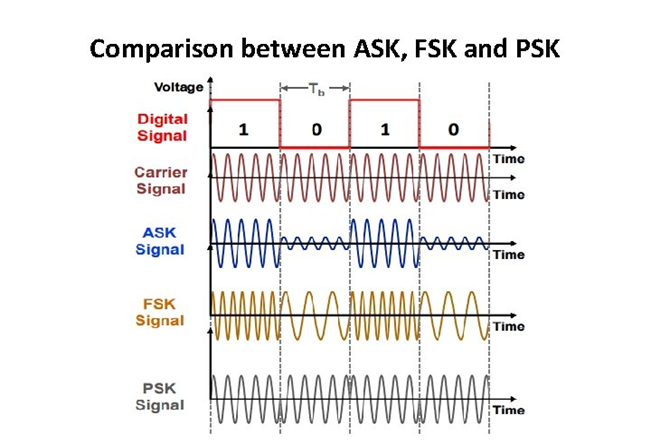 Comparison between ASK, FSK and PSK
Voltage
Tb
Digital
Signal
1 0 1 0
Time
Carrier
Signal
Time
ASK
Signal
Time
FSK
Signal
Time
PSK
Signal
Time